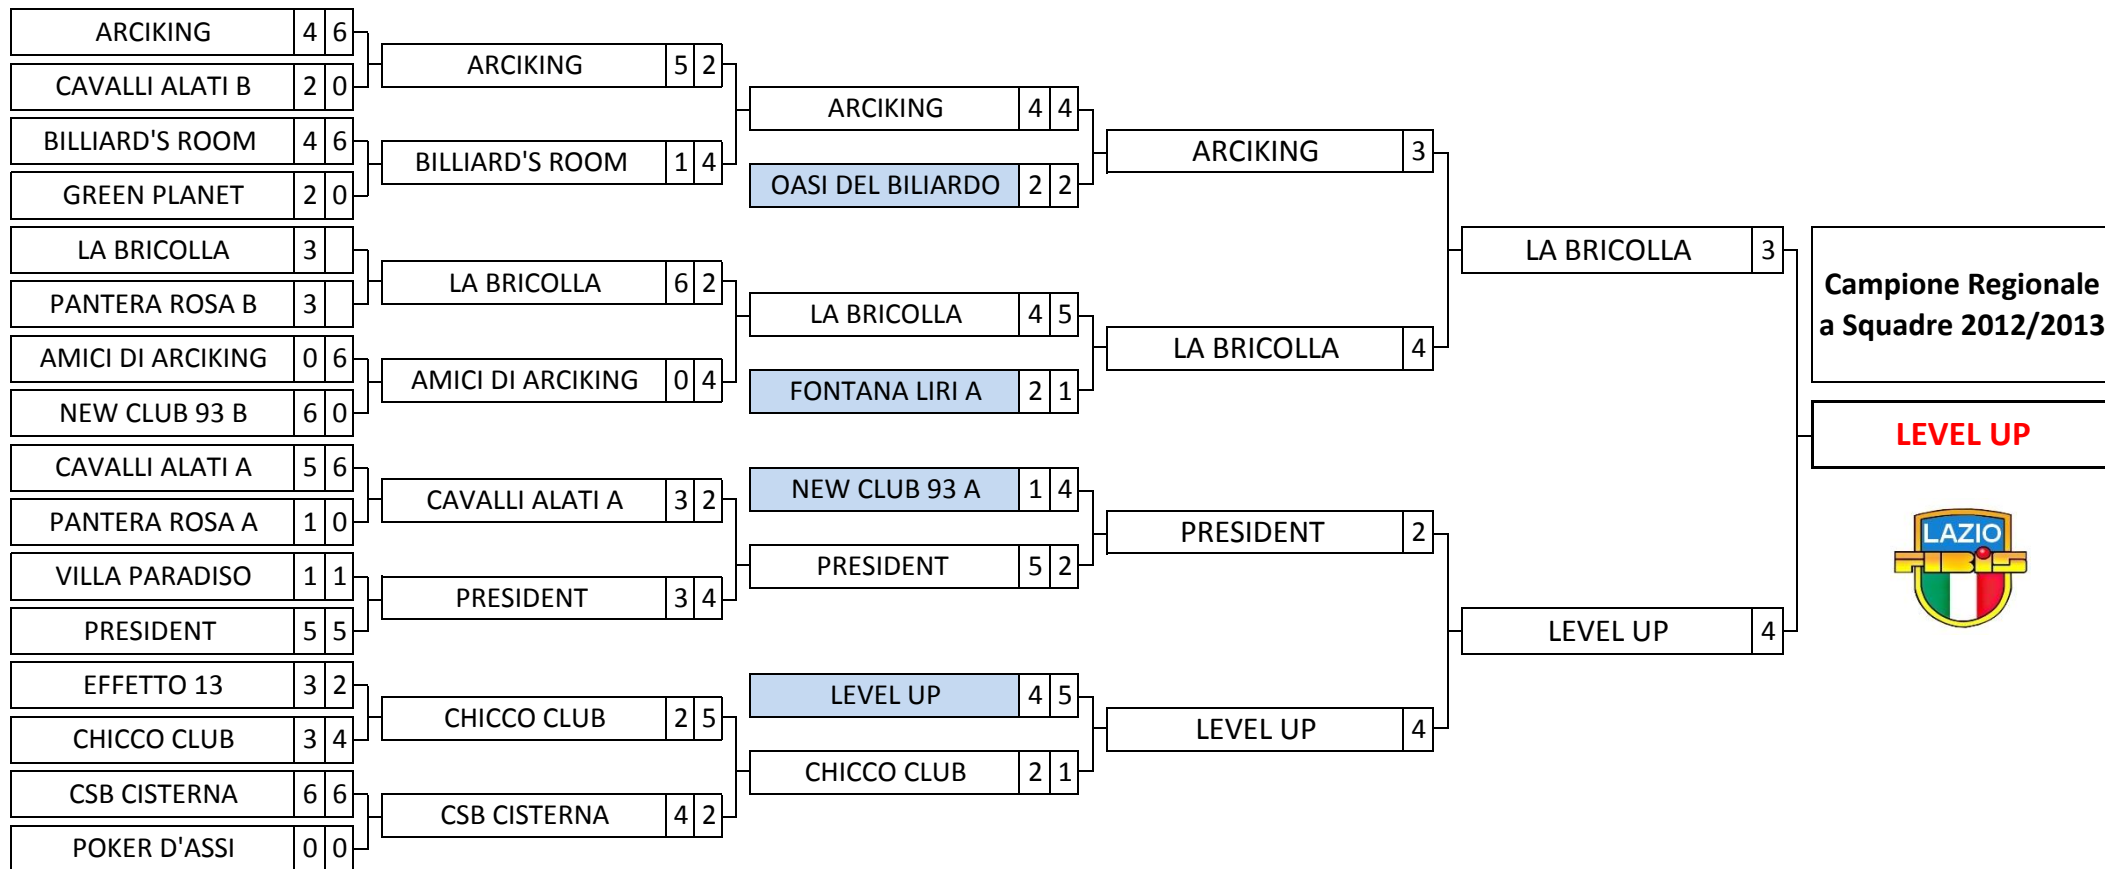 ARCIKING 4 6
CAVALLI ALATI B 2 0
BILLIARD'S ROOM 4 6
GREEN PLANET 2 0
LA BRICOLLA 3
PANTERA ROSA B 3
AMICI DI ARCIKING 0 6
NEW CLUB 93 B 6 0
CAVALLI ALATI A 5 6
PANTERA ROSA A 1 0
VILLA PARADISO 1 1
PRESIDENT 5 5
EFFETTO 13 3 2
CHICCO CLUB 3 4
CSB CISTERNA 6 6
POKER D'ASSI 0 0
ARCIKING 5 2
BILLIARD'S ROOM 1 4
LA BRICOLLA 6 2
AMICI DI ARCIKING 0 4
CAVALLI ALATI A 3 2
PRESIDENT 3 4
CHICCO CLUB 2 5
CSB CISTERNA 4 2
ARCIKING 4 4
OASI DEL BILIARDO 2 2
LA BRICOLLA 4 5
FONTANA LIRI A 2 1
NEW CLUB 93 A 1 4
PRESIDENT 5 2
LEVEL UP 4 5
CHICCO CLUB 2 1
ARCIKING 3
LA BRICOLLA 4
PRESIDENT 2
LEVEL UP 4
LA BRICOLLA 3
LEVEL UP 4
Campione Regionale
a Squadre 2012/2013
LEVEL UP
LAZIO
FIBiS